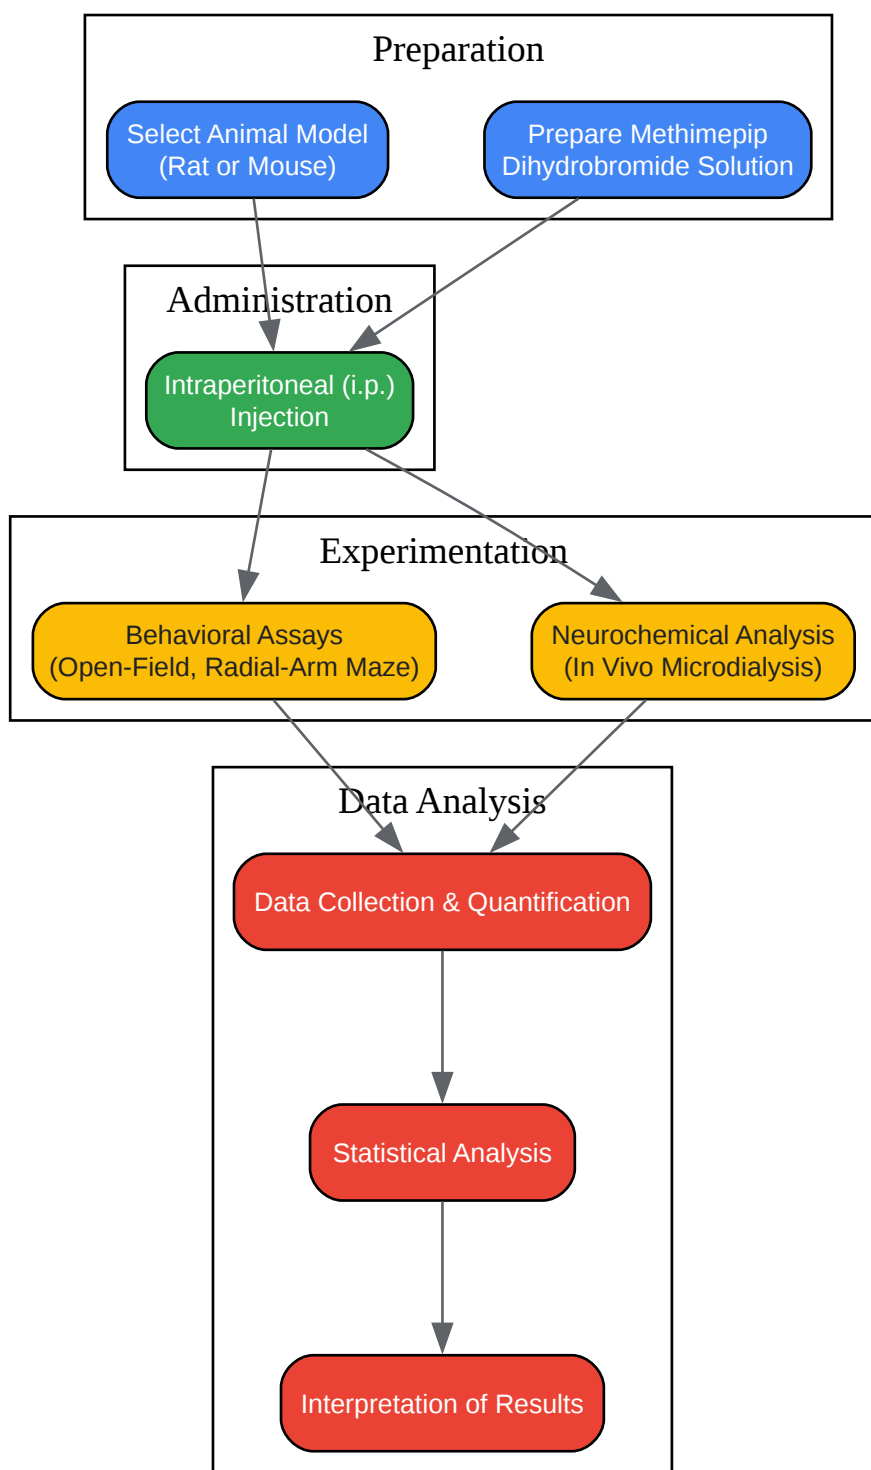 Preparation
Select Animal Model
(Rat or Mouse)
Prepare Methimepip
Dihydrobromide Solution
Administration
Intraperitoneal (i.p.)
Injection
Experimentation
Behavioral Assays
(Open-Field, Radial-Arm Maze)
Neurochemical Analysis
(In Vivo Microdialysis)
Data Analysis
Data Collection & Quantification
Statistical Analysis
Interpretation of Results